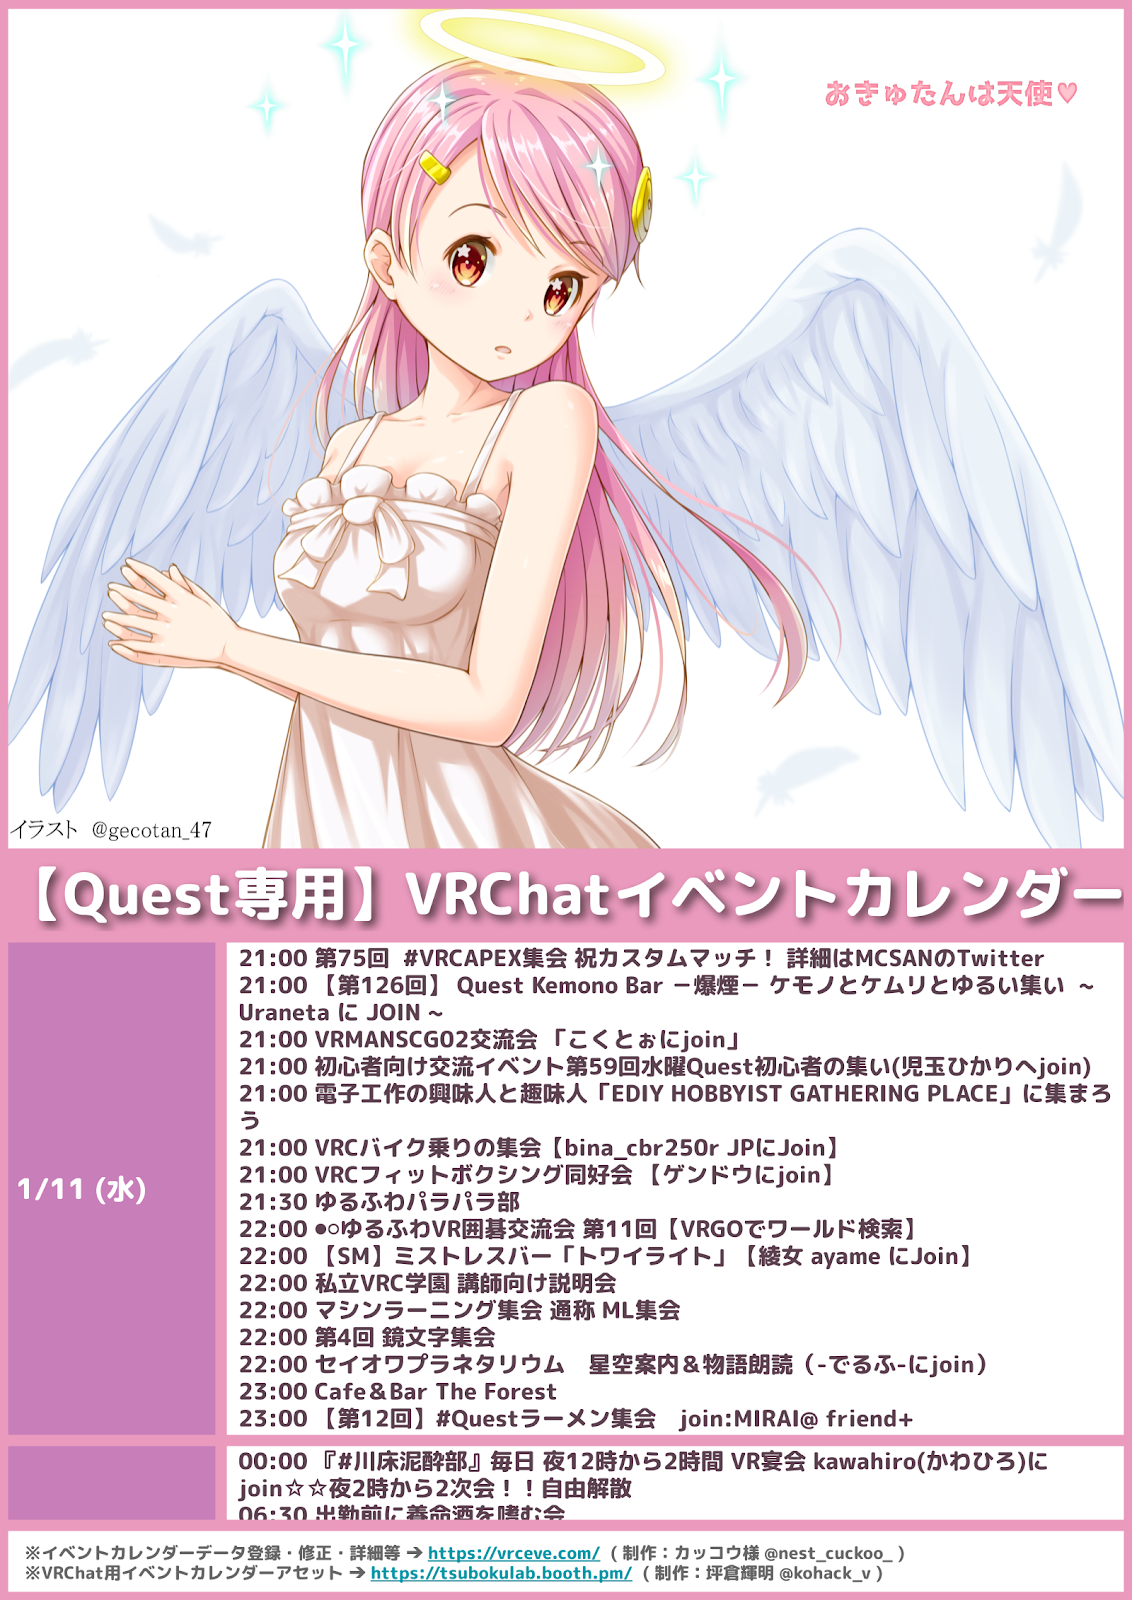 おきゅたんは天使♥
イラスト @gecotan_47
【Quest専用】VRChatイベントカレンダー
1/11 (水)
21:00 第75回 #VRCAPEX集会 祝カスタムマッチ！ 詳細はMCSANのTwitter
21:00 【第126回】 Quest Kemono Bar －爆煙－ ケモノとケムリとゆるい集い ~
Uraneta に JOIN ~
21:00 VRMANSCG02交流会 「こくとぉにjoin」
21:00 初心者向け交流イベント第59回水曜Quest初心者の集い(児玉ひかりへjoin)
21:00 電子工作の興味人と趣味人「EDIY HOBBYIST GATHERING PLACE」に集まろ
う
21:00 VRCバイク乗りの集会【bina_cbr250r JPにJoin】
21:00 VRCフィットボクシング同好会 【ゲンドウにjoin】
21:30 ゆるふわパラパラ部
22:00 ●○ゆるふわVR囲碁交流会 第11回【VRGOでワールド検索】
22:00 【SM】ミストレスバー「トワイライト」【綾女 ayame にJoin】
22:00 私立VRC学園 講師向け説明会
22:00 マシンラーニング集会 通称 ML集会
22:00 第4回 鏡文字集会
22:00 セイオワプラネタリウム　星空案内＆物語朗読（-でるふ-にjoin）
23:00 Cafe＆Bar The Forest
23:00 【第12回】#Questラーメン集会　join:MIRAI@ friend+
00:00 『#川床泥酔部』毎日 夜12時から2時間 VR宴会 kawahiro(かわひろ)に
join☆☆夜2時から2次会！！自由解散
06:30 出勤前に養命酒を嗜む会
※イベントカレンダーデータ登録・修正・詳細等 → https://vrceve.com/ （制作：カッコウ様 @nest_cuckoo_ ）
※VRChat用イベントカレンダーアセット → https://tsubokulab.booth.pm/ （制作：坪倉輝明 @kohack_v ）